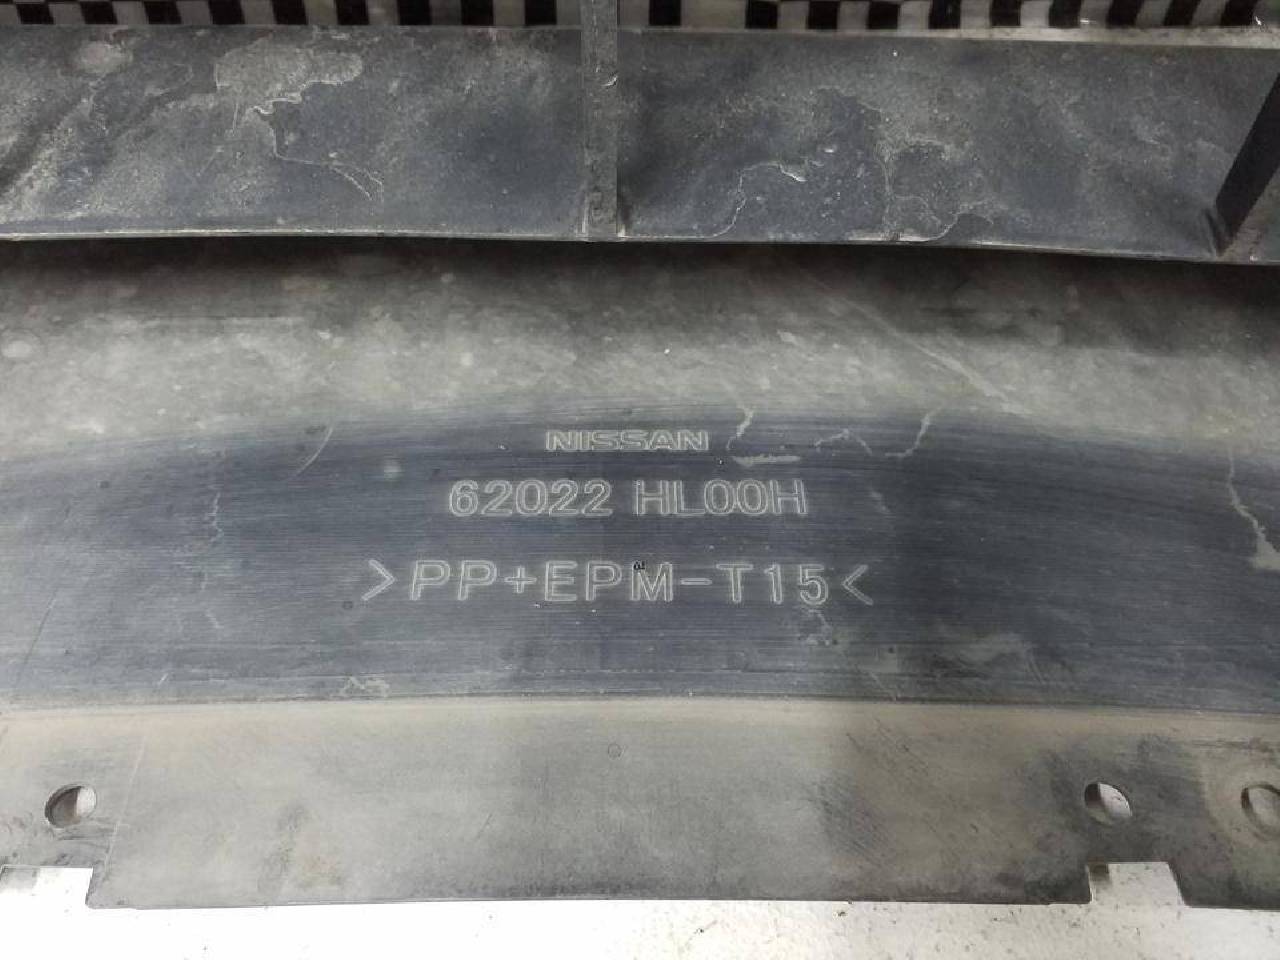 NISSAN
62022 HL00H
>PP+EPM-T15<